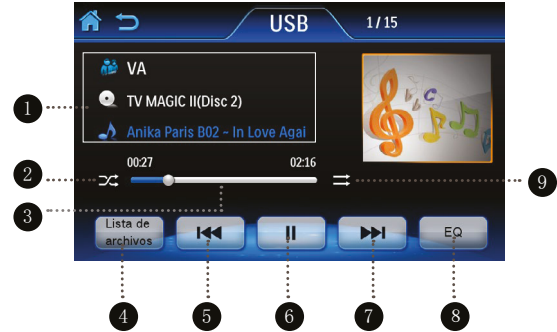 USB
1 / 15
VA
TV MAGIC II(Disc 2)
Anika Paris B02 ~ In Love Agai
00:27
02:16
Lista de
archivos
EQ
1
2
3
4
5
6
7
8
9